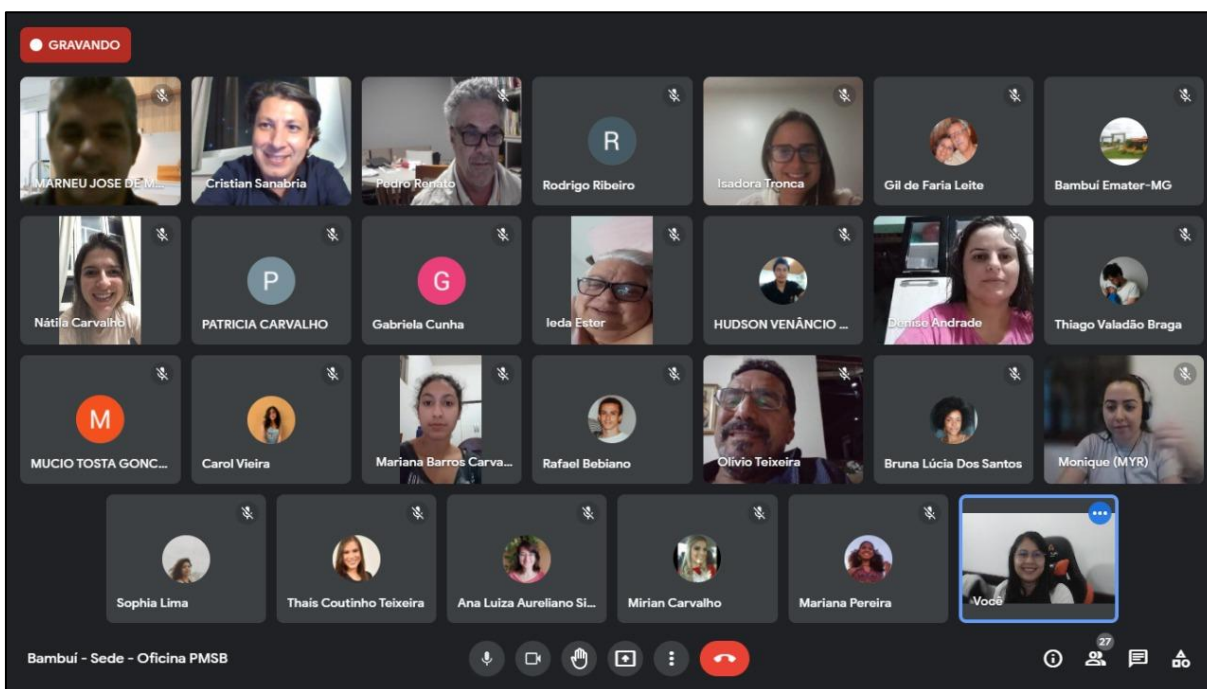 GRAVANDO
MARNEU JOSE DE M...
Cristian Sanabria
Pedro Renato
R
Rodrigo Ribeiro
Isadora Tronca
Gil de Faria Leite
Bambuí Emater-MG
Nátila Carvalho
P
PATRICIA CARVALHO
G
Gabriela Cunha
Ieda Ester
HUDSON VENÂNCIO ...
Denise Andrade
Thiago Valadão Braga
M
MUCIO TOSTA GONC...
Carol Vieira
Mariana Barros Carva...
Rafael Bebiano
Olivio Teixeira
Bruna Lúcia Dos Santos
Monique (MYR)
Sophia Lima
Thaís Coutinho Teixeira
Ana Luiza Aureliano Si...
Mirian Carvalho
Mariana Pereira
Você
Bambuí - Sede - Oficina PMSB
27